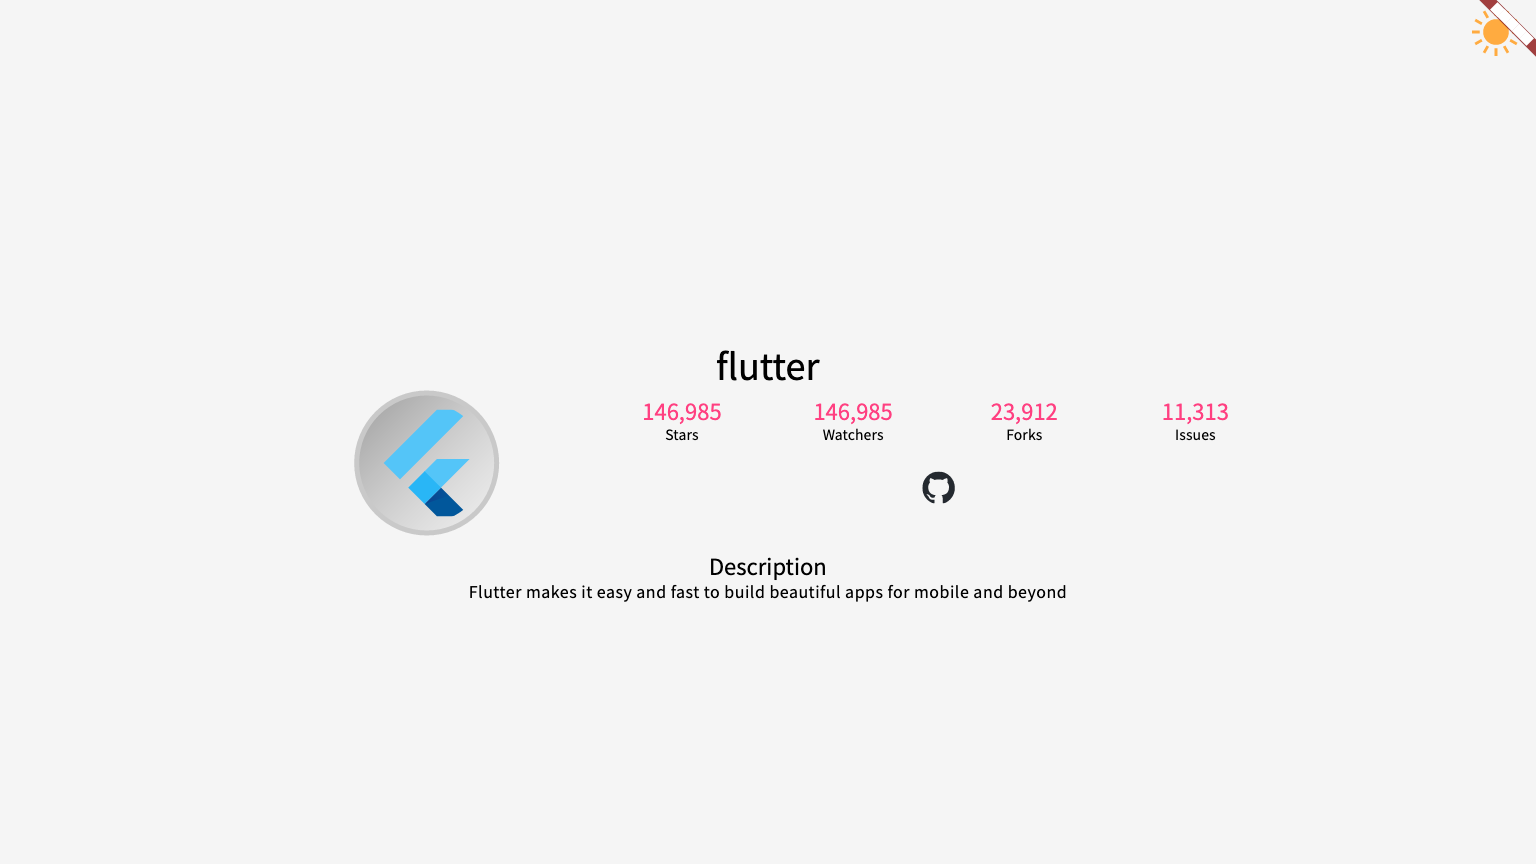 flutter
146,985 146,985 23,912 11,313
Stars Watchers Forks Issues
Description
Flutter makes it easy and fast to build beautiful apps for mobile and beyond